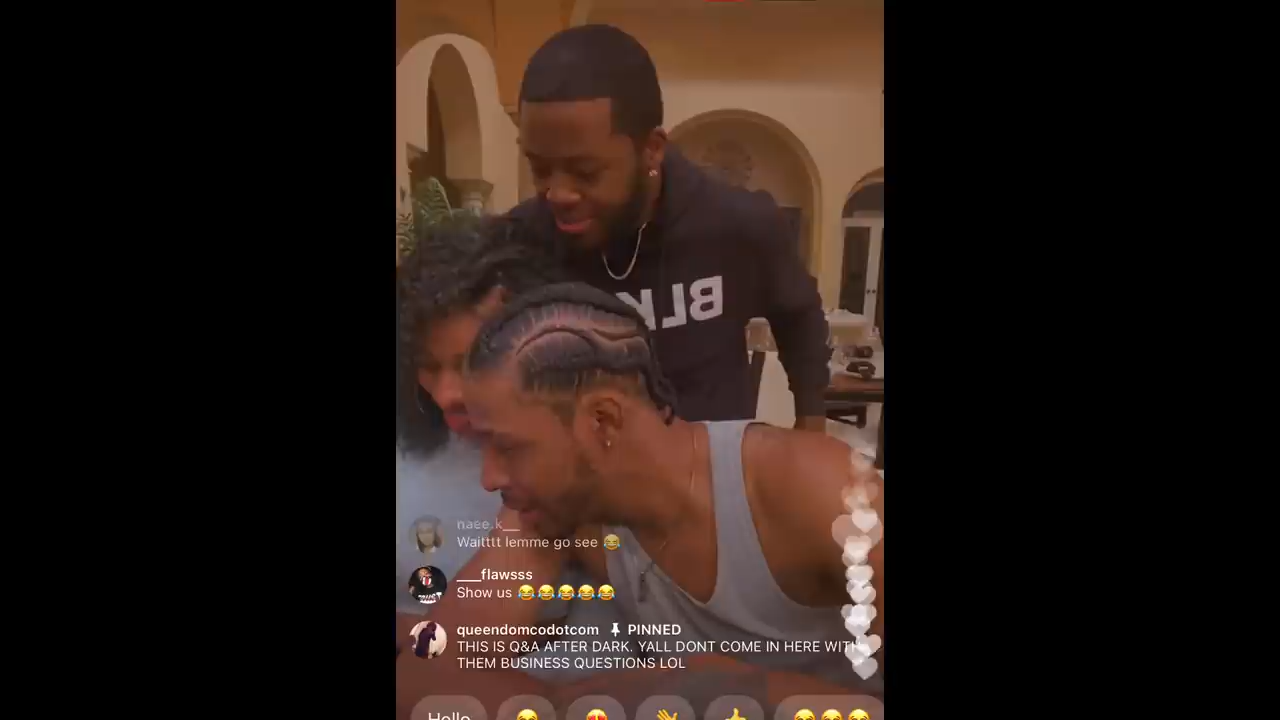 BLK
naee.k__
Waitttt lemme go see 😂
___flawsss
Show us 😂😂😂😂😂
queendomcodotcom 📌 PINNED
THIS IS Q&A AFTER DARK. YALL DONT COME IN HERE WITH
THEM BUSINESS QUESTIONS LOL
Hello